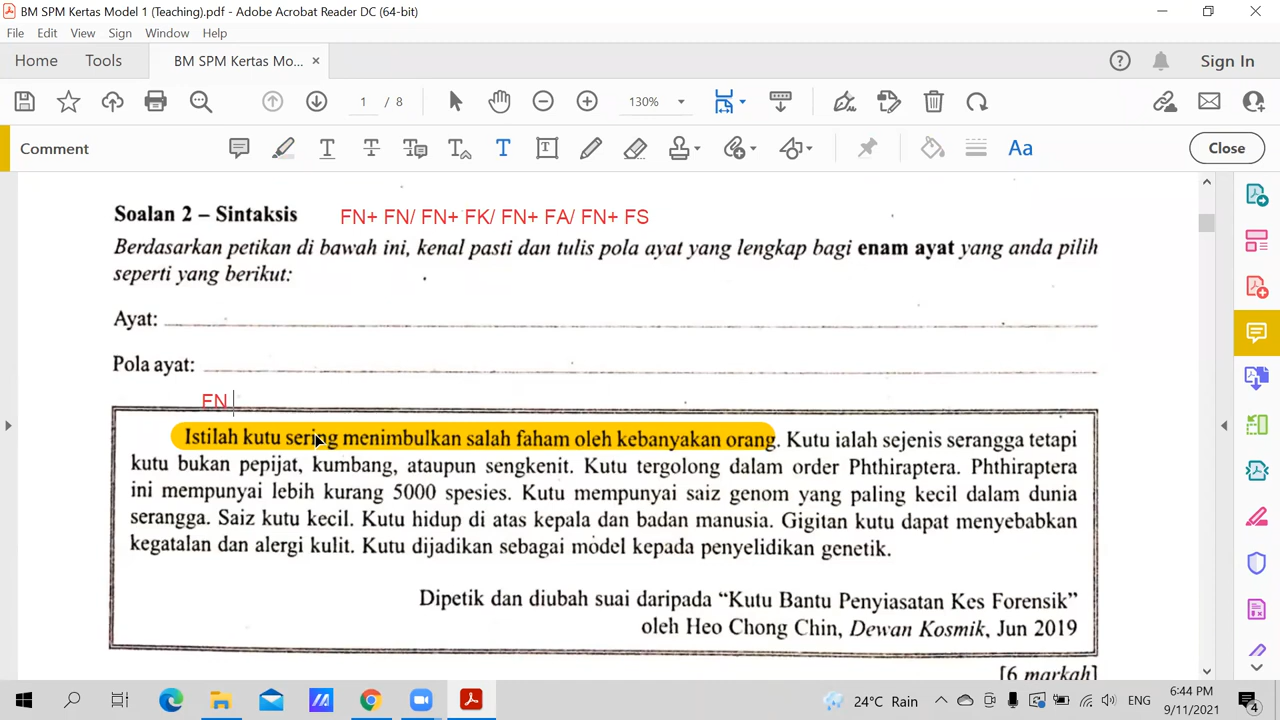 BM SPM Kertas Model 1 (Teaching).pdf - Adobe Acrobat Reader DC (64-bit)
File Edit View Sign Window Help
Home Tools BM SPM Kertas Mo... × Sign In
1 / 8 130%
Comment Close
Soalan 2 – Sintaksis FN+ FN/ FN+ FK/ FN+ FA/ FN+ FS
Berdasarkan petikan di bawah ini, kenal pasti dan tulis pola ayat yang lengkap bagi enam ayat yang anda pilih
seperti yang berikut:
Ayat:
Pola ayat:
FN
Istilah kutu sering menimbulkan salah faham oleh kebanyakan orang. Kutu ialah sejenis serangga tetapi
kutu bukan pepijat, kumbang, ataupun sengkenit. Kutu tergolong dalam order Phthiraptera. Phthiraptera
ini mempunyai lebih kurang 5000 spesies. Kutu mempunyai saiz genom yang paling kecil dalam dunia
serangga. Saiz kutu kecil. Kutu hidup di atas kepala dan badan manusia. Gigitan kutu dapat menyebabkan
kegatalan dan alergi kulit. Kutu dijadikan sebagai model kepada penyelidikan genetik.
Dipetik dan diubah suai daripada “Kutu Bantu Penyiasatan Kes Forensik”
oleh Heo Chong Chin, Dewan Kosmik, Jun 2019
[6 markah]
24°C Rain ENG 6:44 PM
9/11/2021 4